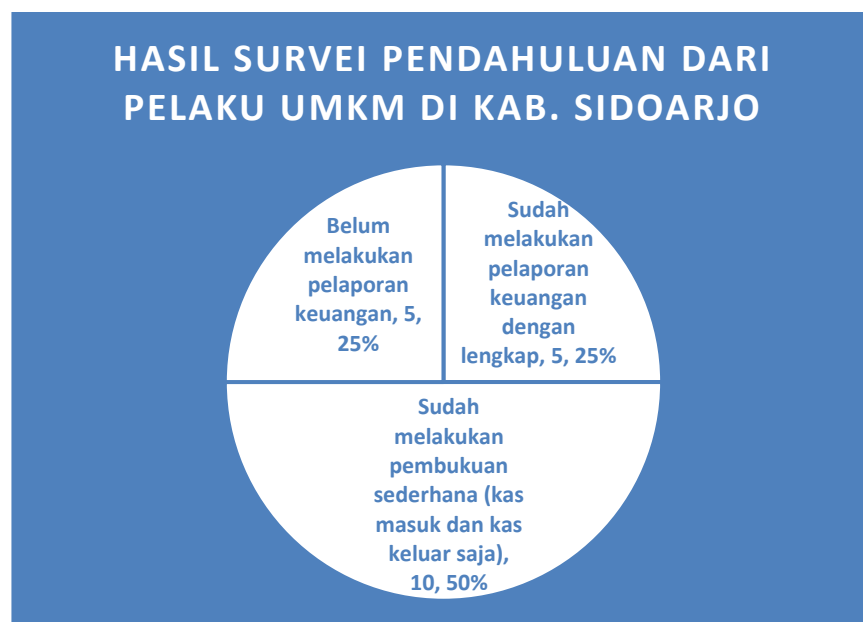 HASIL SURVEI PENDAHULUAN DARI
PELAKU UMKM DI KAB. SIDOARJO
Belum
melakukan
pelaporan
keuangan, 5,
25%
Sudah
melakukan
pelaporan
keuangan
dengan
lengkap, 5, 25%
Sudah
melakukan
pembukuan
sederhana (kas
masuk dan kas
keluar saja),
10, 50%